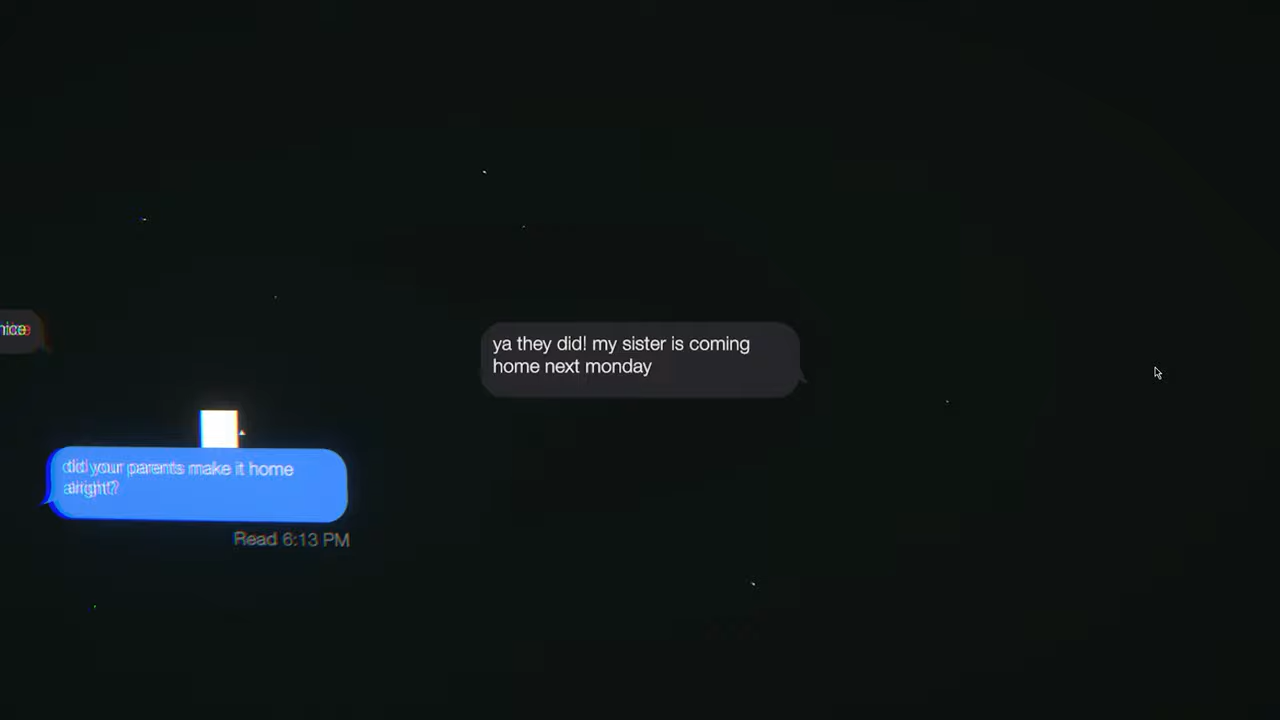 nice
ya they did! my sister is coming
home next monday
did your parents make it home
alright?
Read 6:13 PM